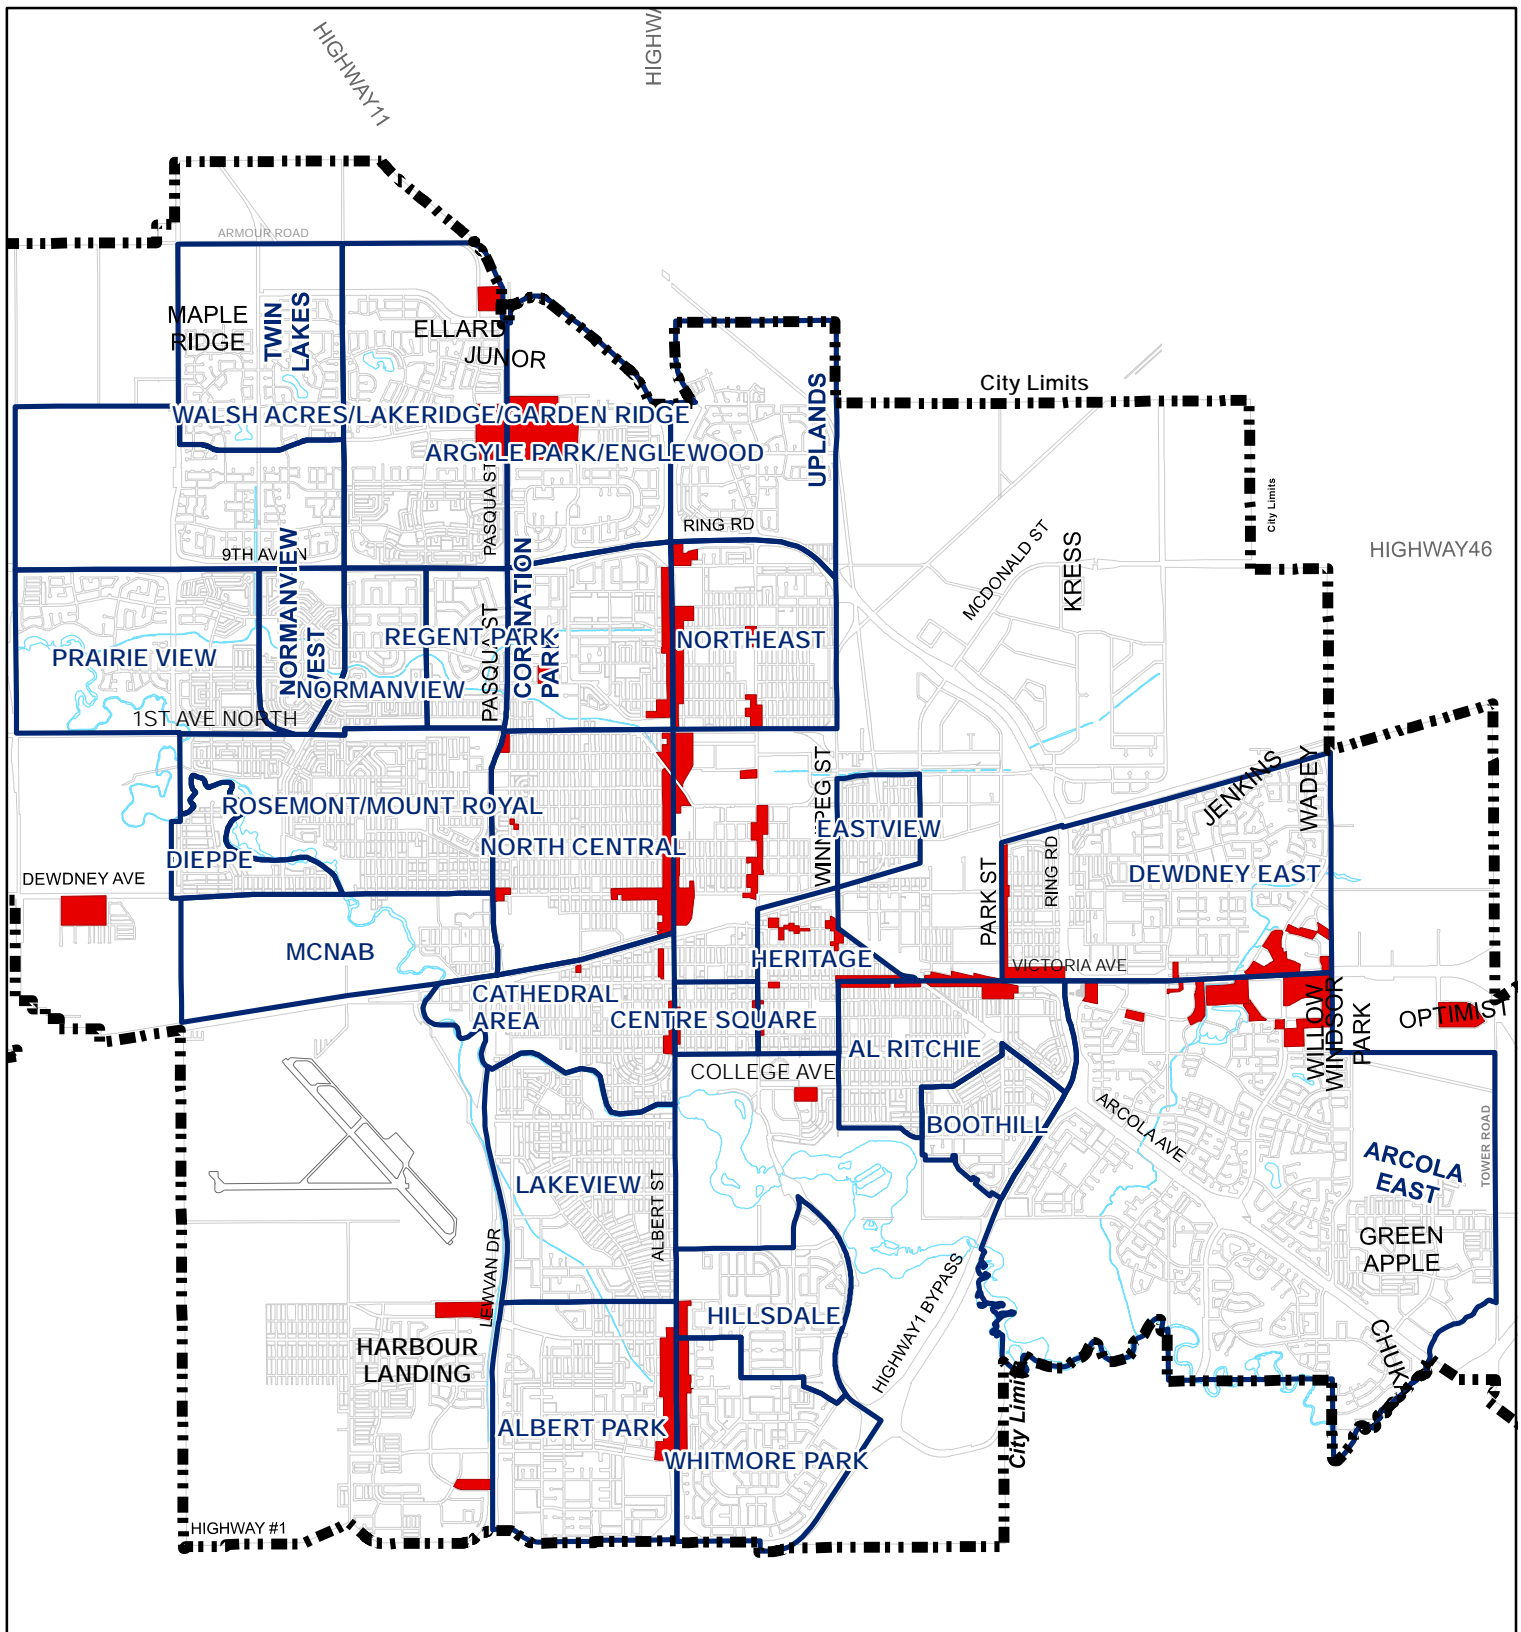 HIGHWAY11
HIGHWA
ARMOUR ROAD
MAPLE
RIDGE
TWIN
LAKES
ELLARD
JUNOR
City Limits
UPLANDS
WALSH ACRES/LAKERIDGE/GARDEN RIDGE
ARGYLE PARK/ENGLEWOOD
PASQUA ST
RING RD
City Limits
9TH AV N
MCDONALD ST
KRESS
HIGHWAY46
NORMANVIEW
WEST
CORONATION
PARK
REGENT PARK
NORTHEAST
PRAIRIE VIEW
NORMANVIEW
PASQUA ST
1ST AVE NORTH
WINNIPEG ST
JENKINS
WADEY
ROSEMONT/MOUNT ROYAL
EASTVIEW
NORTH CENTRAL
DIEPPE
DEWDNEY AVE
PARK ST
RING RD
DEWDNEY EAST
MCNAB
HERITAGE
VICTORIA AVE
CATHEDRAL
AREA
CENTRE SQUARE
OPTIMIST
WILLOW
WINDSOR
PARK
AL RITCHIE
COLLEGE AVE
BOOTHILL
ARCOLA AVE
TOWER ROAD
ARCOLA
EAST
LAKEVIEW
ALBERT ST
GREEN
APPLE
LEWVAN DR
HIGHWAY1 BYPASS
HILLSDALE
HARBOUR
LANDING
CHUKA
City Limit
ALBERT PARK
WHITMORE PARK
HIGHWAY #1